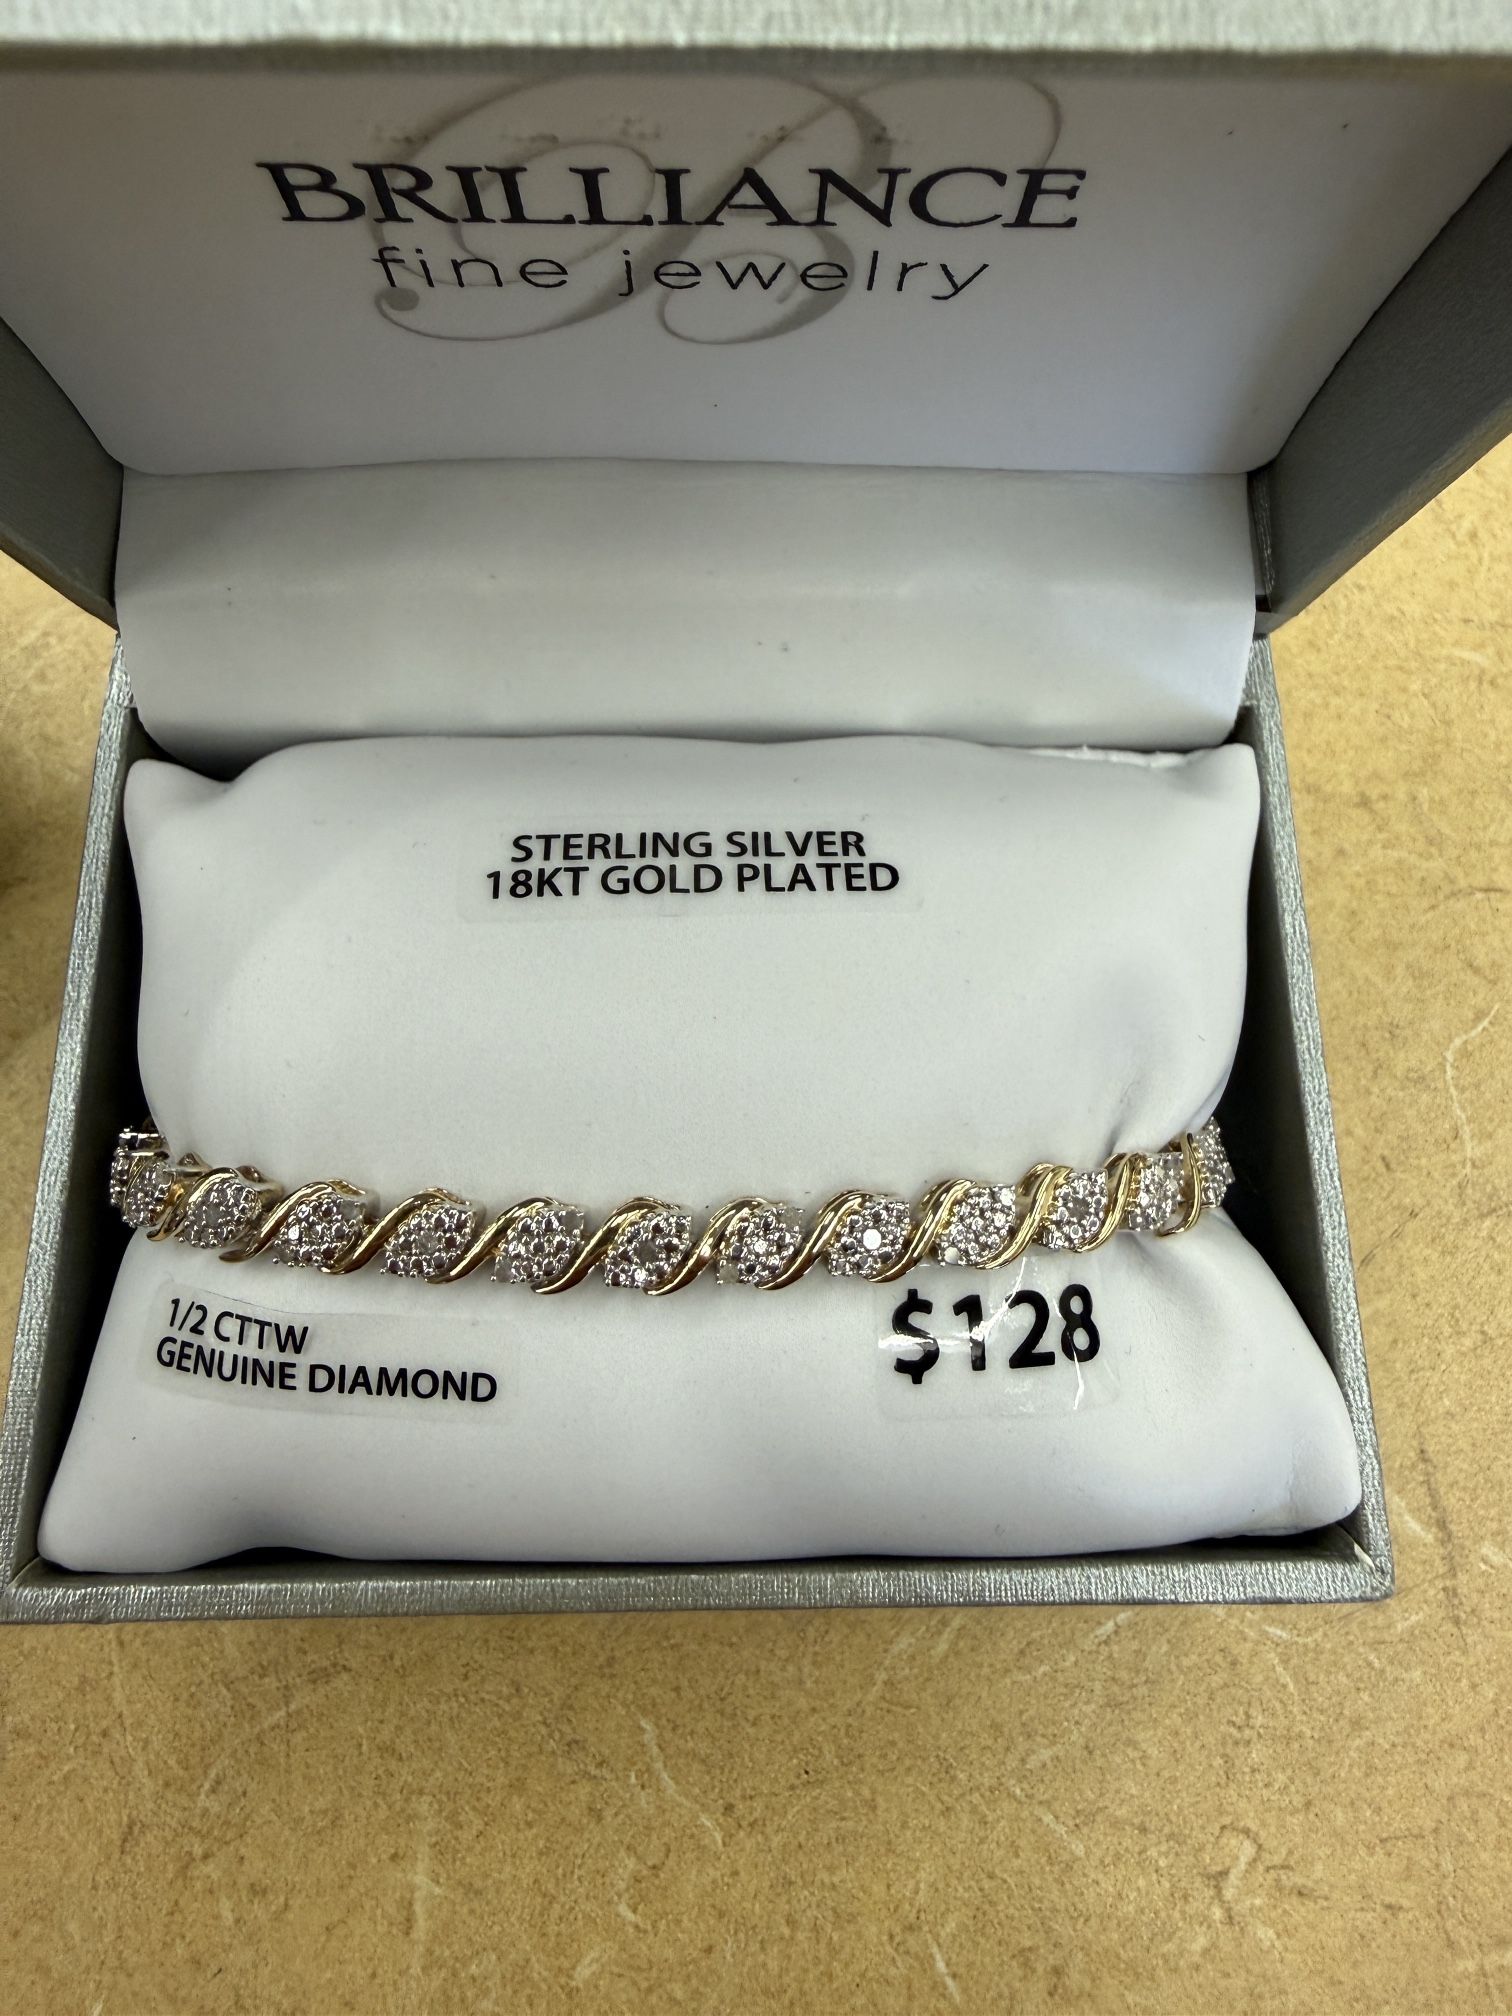 BRILLIANCE
fine jewelry
STERLING SILVER
18KT GOLD PLATED
1/2 CTTW
GENUINE DIAMOND
$128